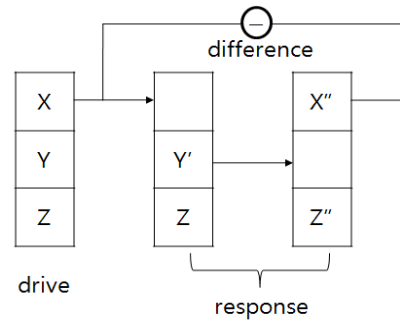 —
difference
X X”
Y Y’
Z Z Z”
drive
response